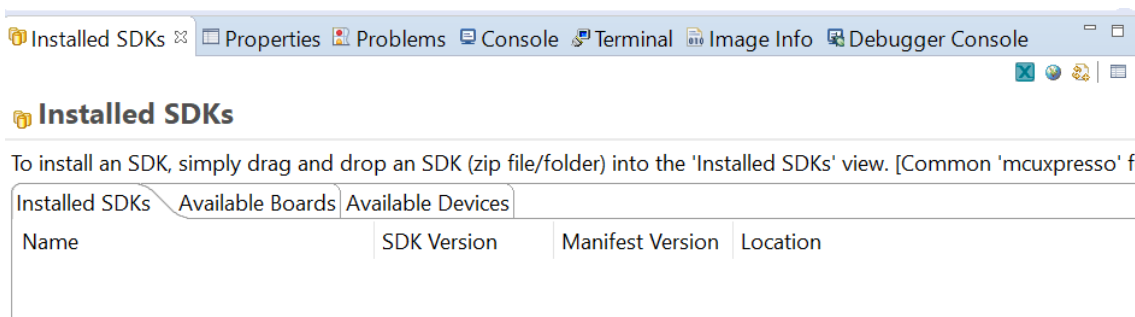 Installed SDKs Properties Problems Console Terminal Image Info Debugger Console
Installed SDKs
To install an SDK, simply drag and drop an SDK (zip file/folder) into the 'Installed SDKs' view. [Common 'mcuxpresso' f
Installed SDKs Available Boards Available Devices
Name SDK Version Manifest Version Location